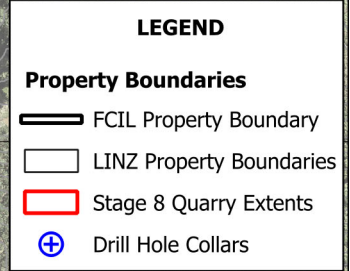 LEGEND
Property Boundaries
FCIL Property Boundary
LINZ Property Boundaries
Stage 8 Quarry Extents
Drill Hole Collars